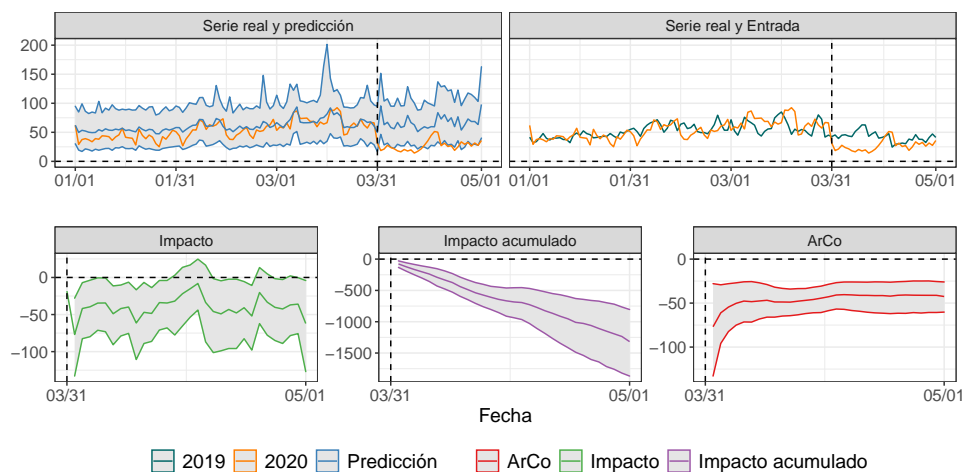 Serie real y predicción
Serie real y Entrada
200
150
100
50
0
01/01 01/31 03/01 03/31 05/01
01/01 01/31 03/01 03/31 05/01
Impacto
Impacto acumulado
ArCo
0
−50
−100
03/31 05/01
0
−500
−1000
−1500
03/31 05/01
0
−50
−100
03/31 05/01
Fecha
2019 2020 Predicción ArCo Impacto Impacto acumulado